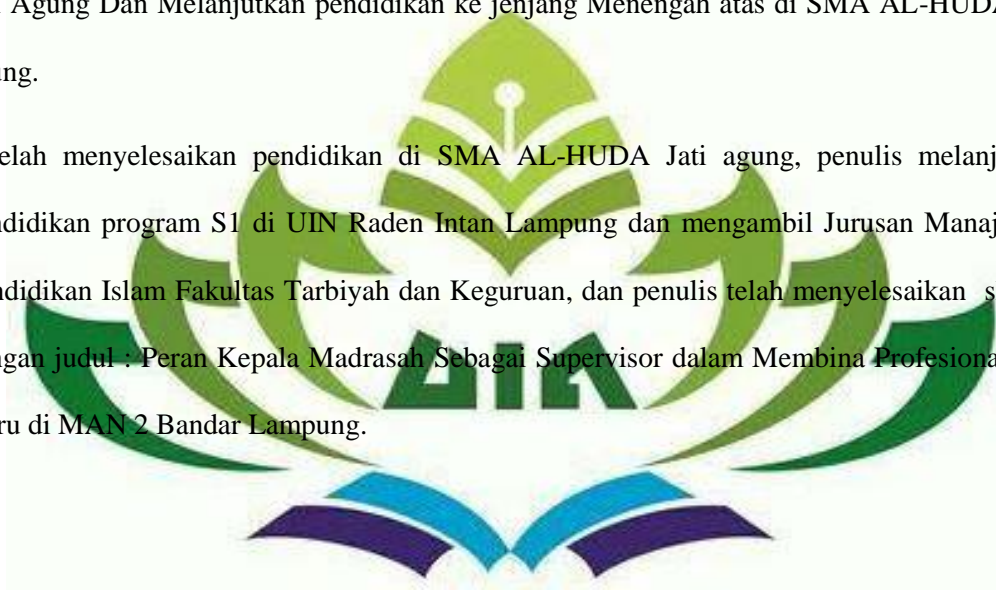 Agung Dan Melanjutkan pendidikan ke jenjang Menengah atas di SMA AL-HUDA
ung.
elah menyelesaikan pendidikan di SMA AL-HUDA Jati agung, penulis melanj
ndidikan program S1 di UIN Raden Intan Lampung dan mengambil Jurusan Manaj
ndidikan Islam Fakultas Tarbiyah dan Keguruan, dan penulis telah menyelesaikan s
ngan judul : Peran Kepala Madrasah Sebagai Supervisor dalam Membina Profesiona
UIN
ru di MAN 2 Bandar Lampung.